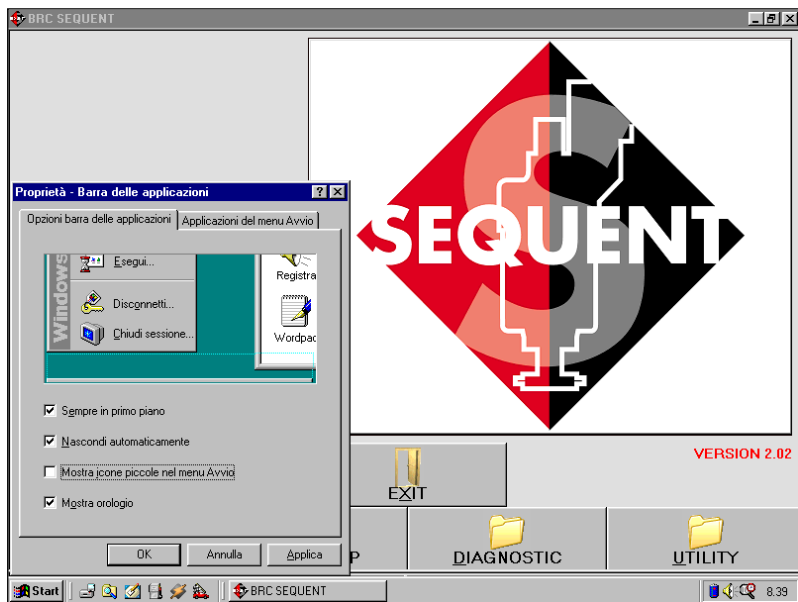 BRC SEQUENT
SEQUENT
Proprietà - Barra delle applicazioni
Opzioni barra delle applicazioni
Applicazioni del menu Avvio
Windows
Esegui...
Disconnetti...
Chiudi sessione...
Registra
Wordpad
Sempre in primo piano
Nascondi automaticamente
Mostra icone piccole nel menu Avvio
Mostra orologio
OK
Annulla
Applica
VERSION 2.02
EXIT
P
DIAGNOSTIC
UTILITY
Start
BRC SEQUENT
8.39